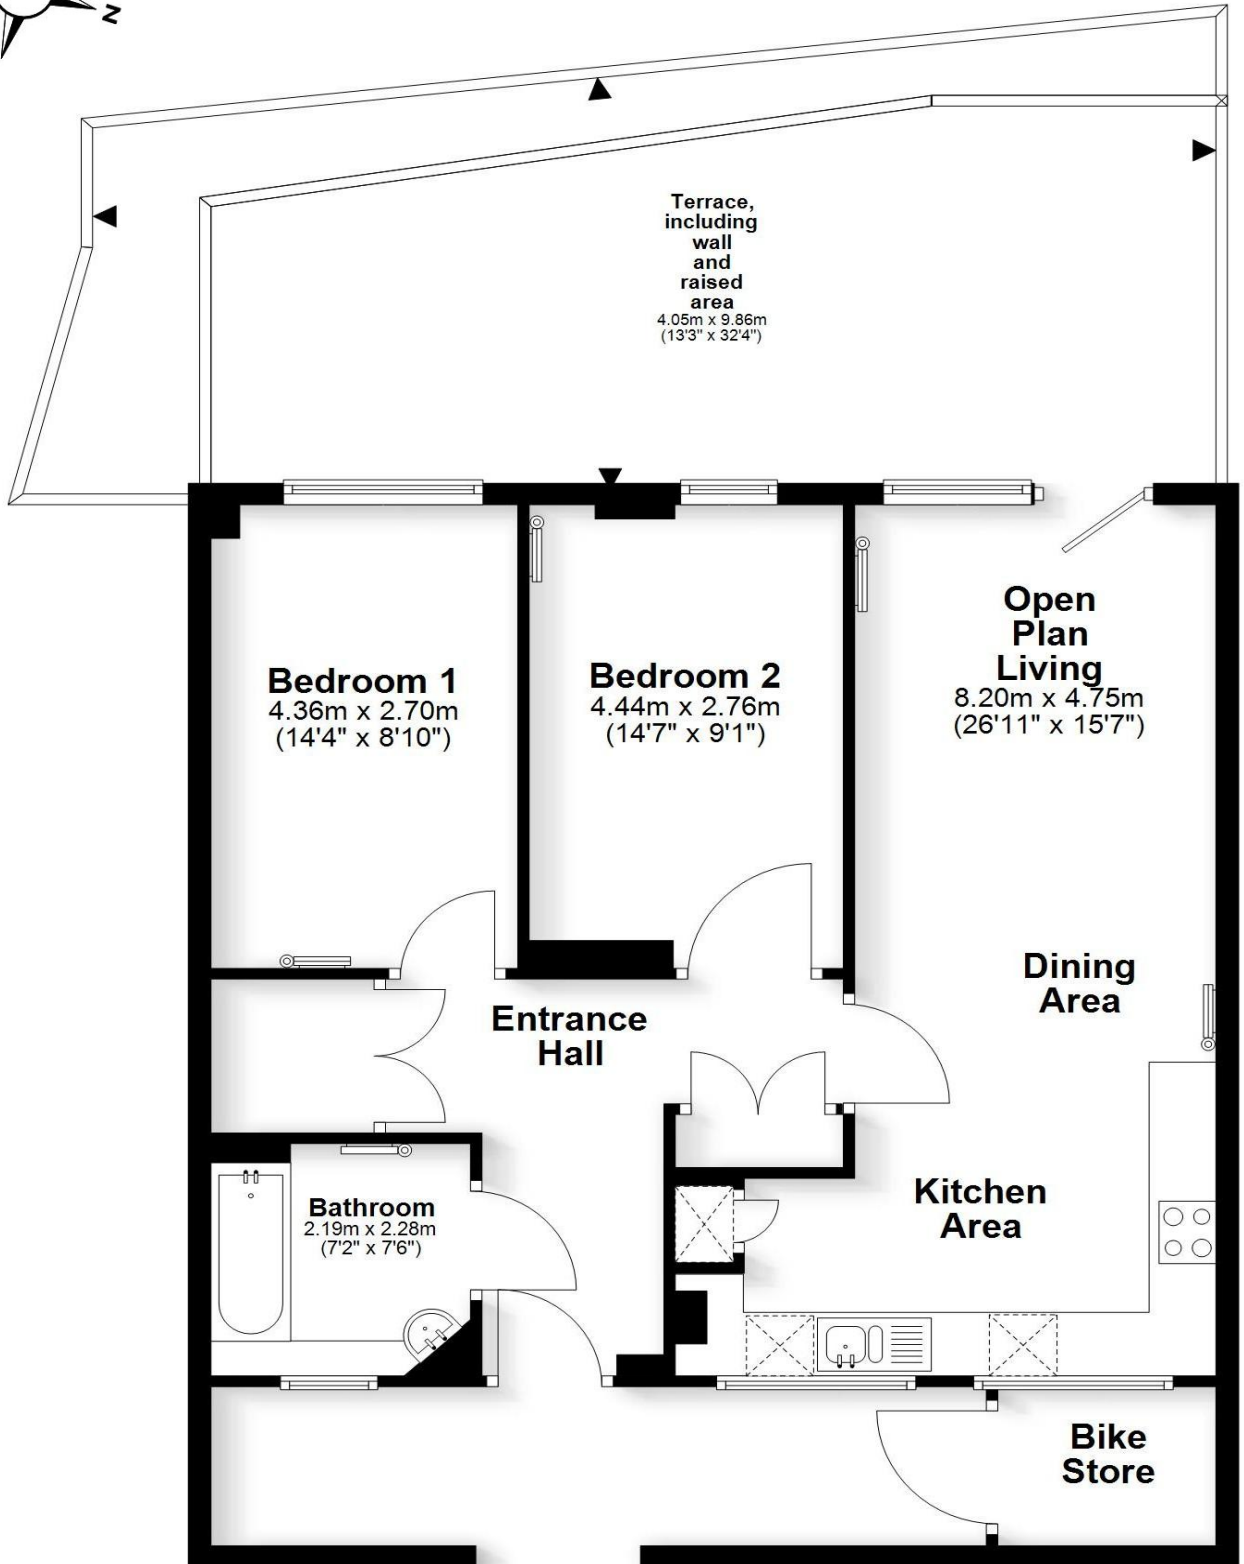 N
Terrace,
including
wall
and
raised
area
4.05m x 9.86m
(13'3" x 32'4")
Bedroom 1
4.36m x 2.70m
(14'4" x 8'10")
Bedroom 2
4.44m x 2.76m
(14'7" x 9'1")
Open
Plan
Living
8.20m x 4.75m
(26'11" x 15'7")
Dining
Area
Entrance
Hall
Kitchen
Area
Bathroom
2.19m x 2.28m
(7'2" x 7'6")
Bike
Store